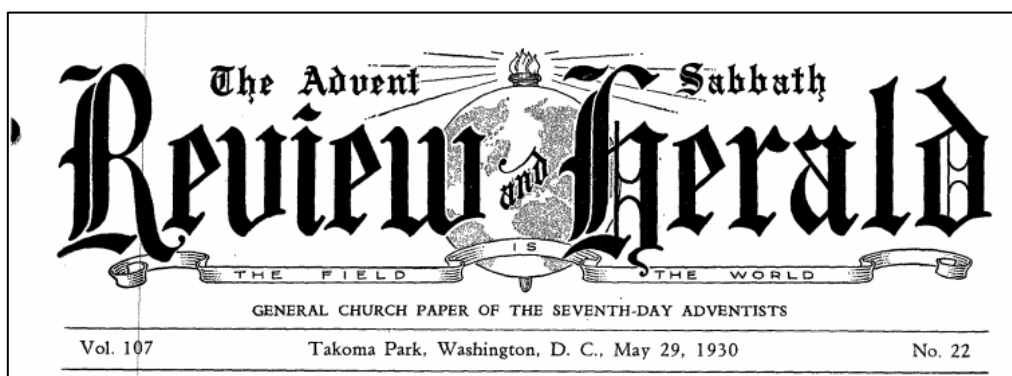 The Advent Sabbath
Review and Herald
THE FIELD IS THE WORLD
GENERAL CHURCH PAPER OF THE SEVENTH-DAY ADVENTISTS
Vol. 107 Takoma Park, Washington, D. C., May 29, 1930 No. 22